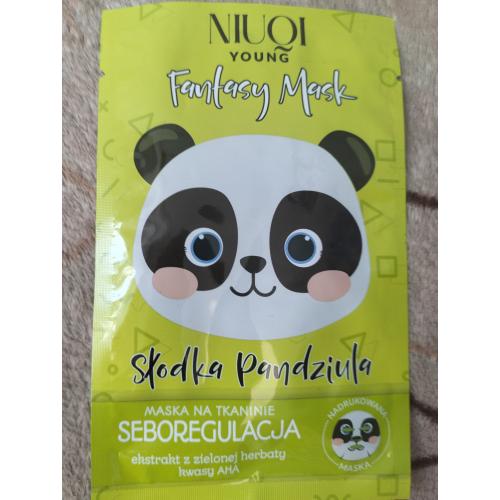 NIUQI
YOUNG
Fantasy Mask
Słodka Pandziula
MASKA NA TKANINIE
SEBOREGULACJA
ekstrakt z zielonej herbaty
kwasy AHA
NADRUKOWANA
MASKA